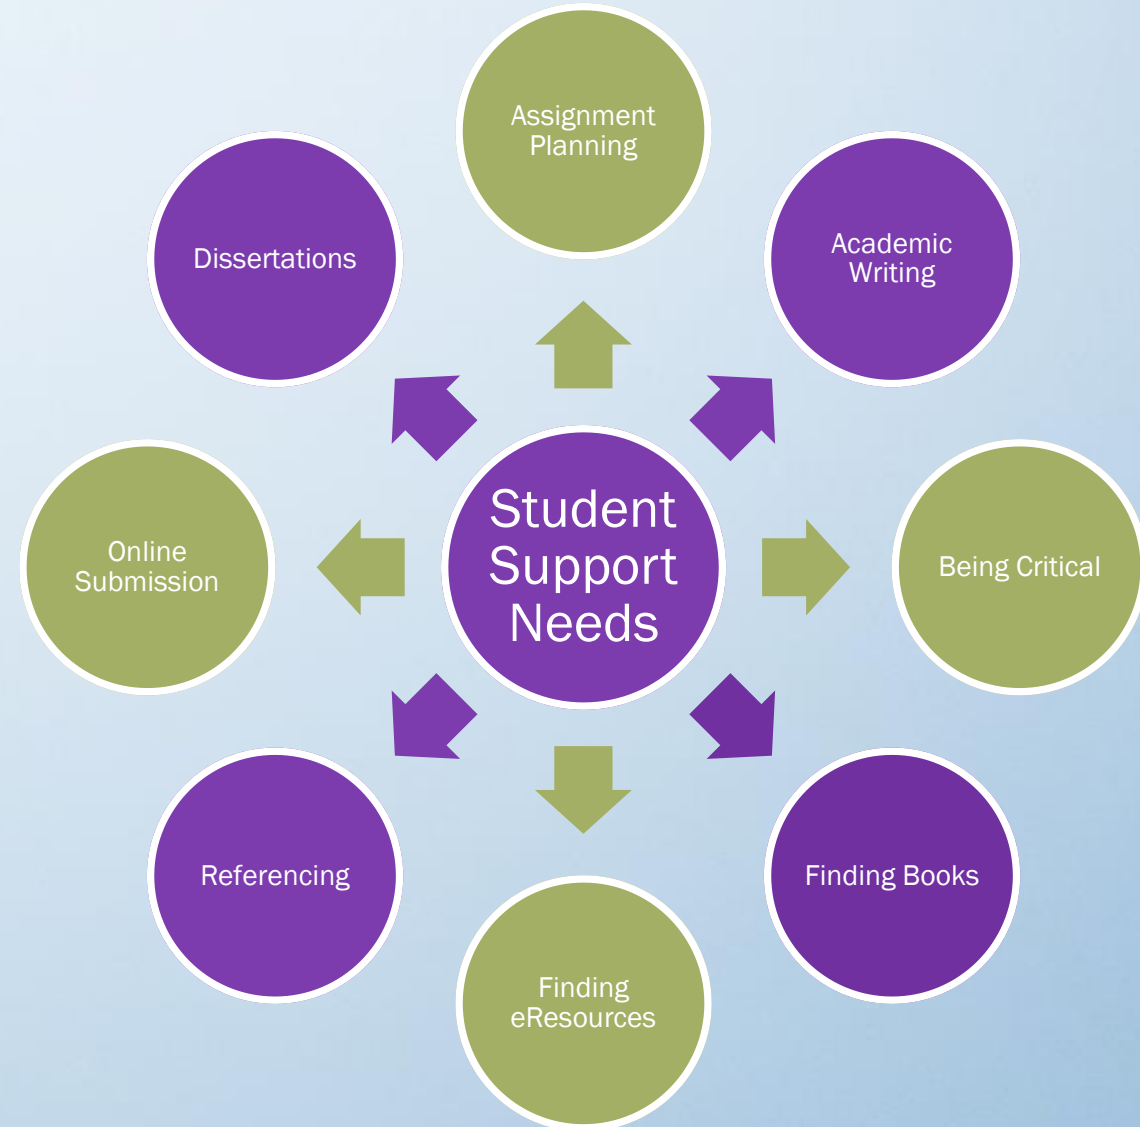 Assignment
Planning
Dissertations
Academic
Writing
Student
Support
Needs
Online
Submission
Being Critical
Referencing
Finding Books
Finding
eResources